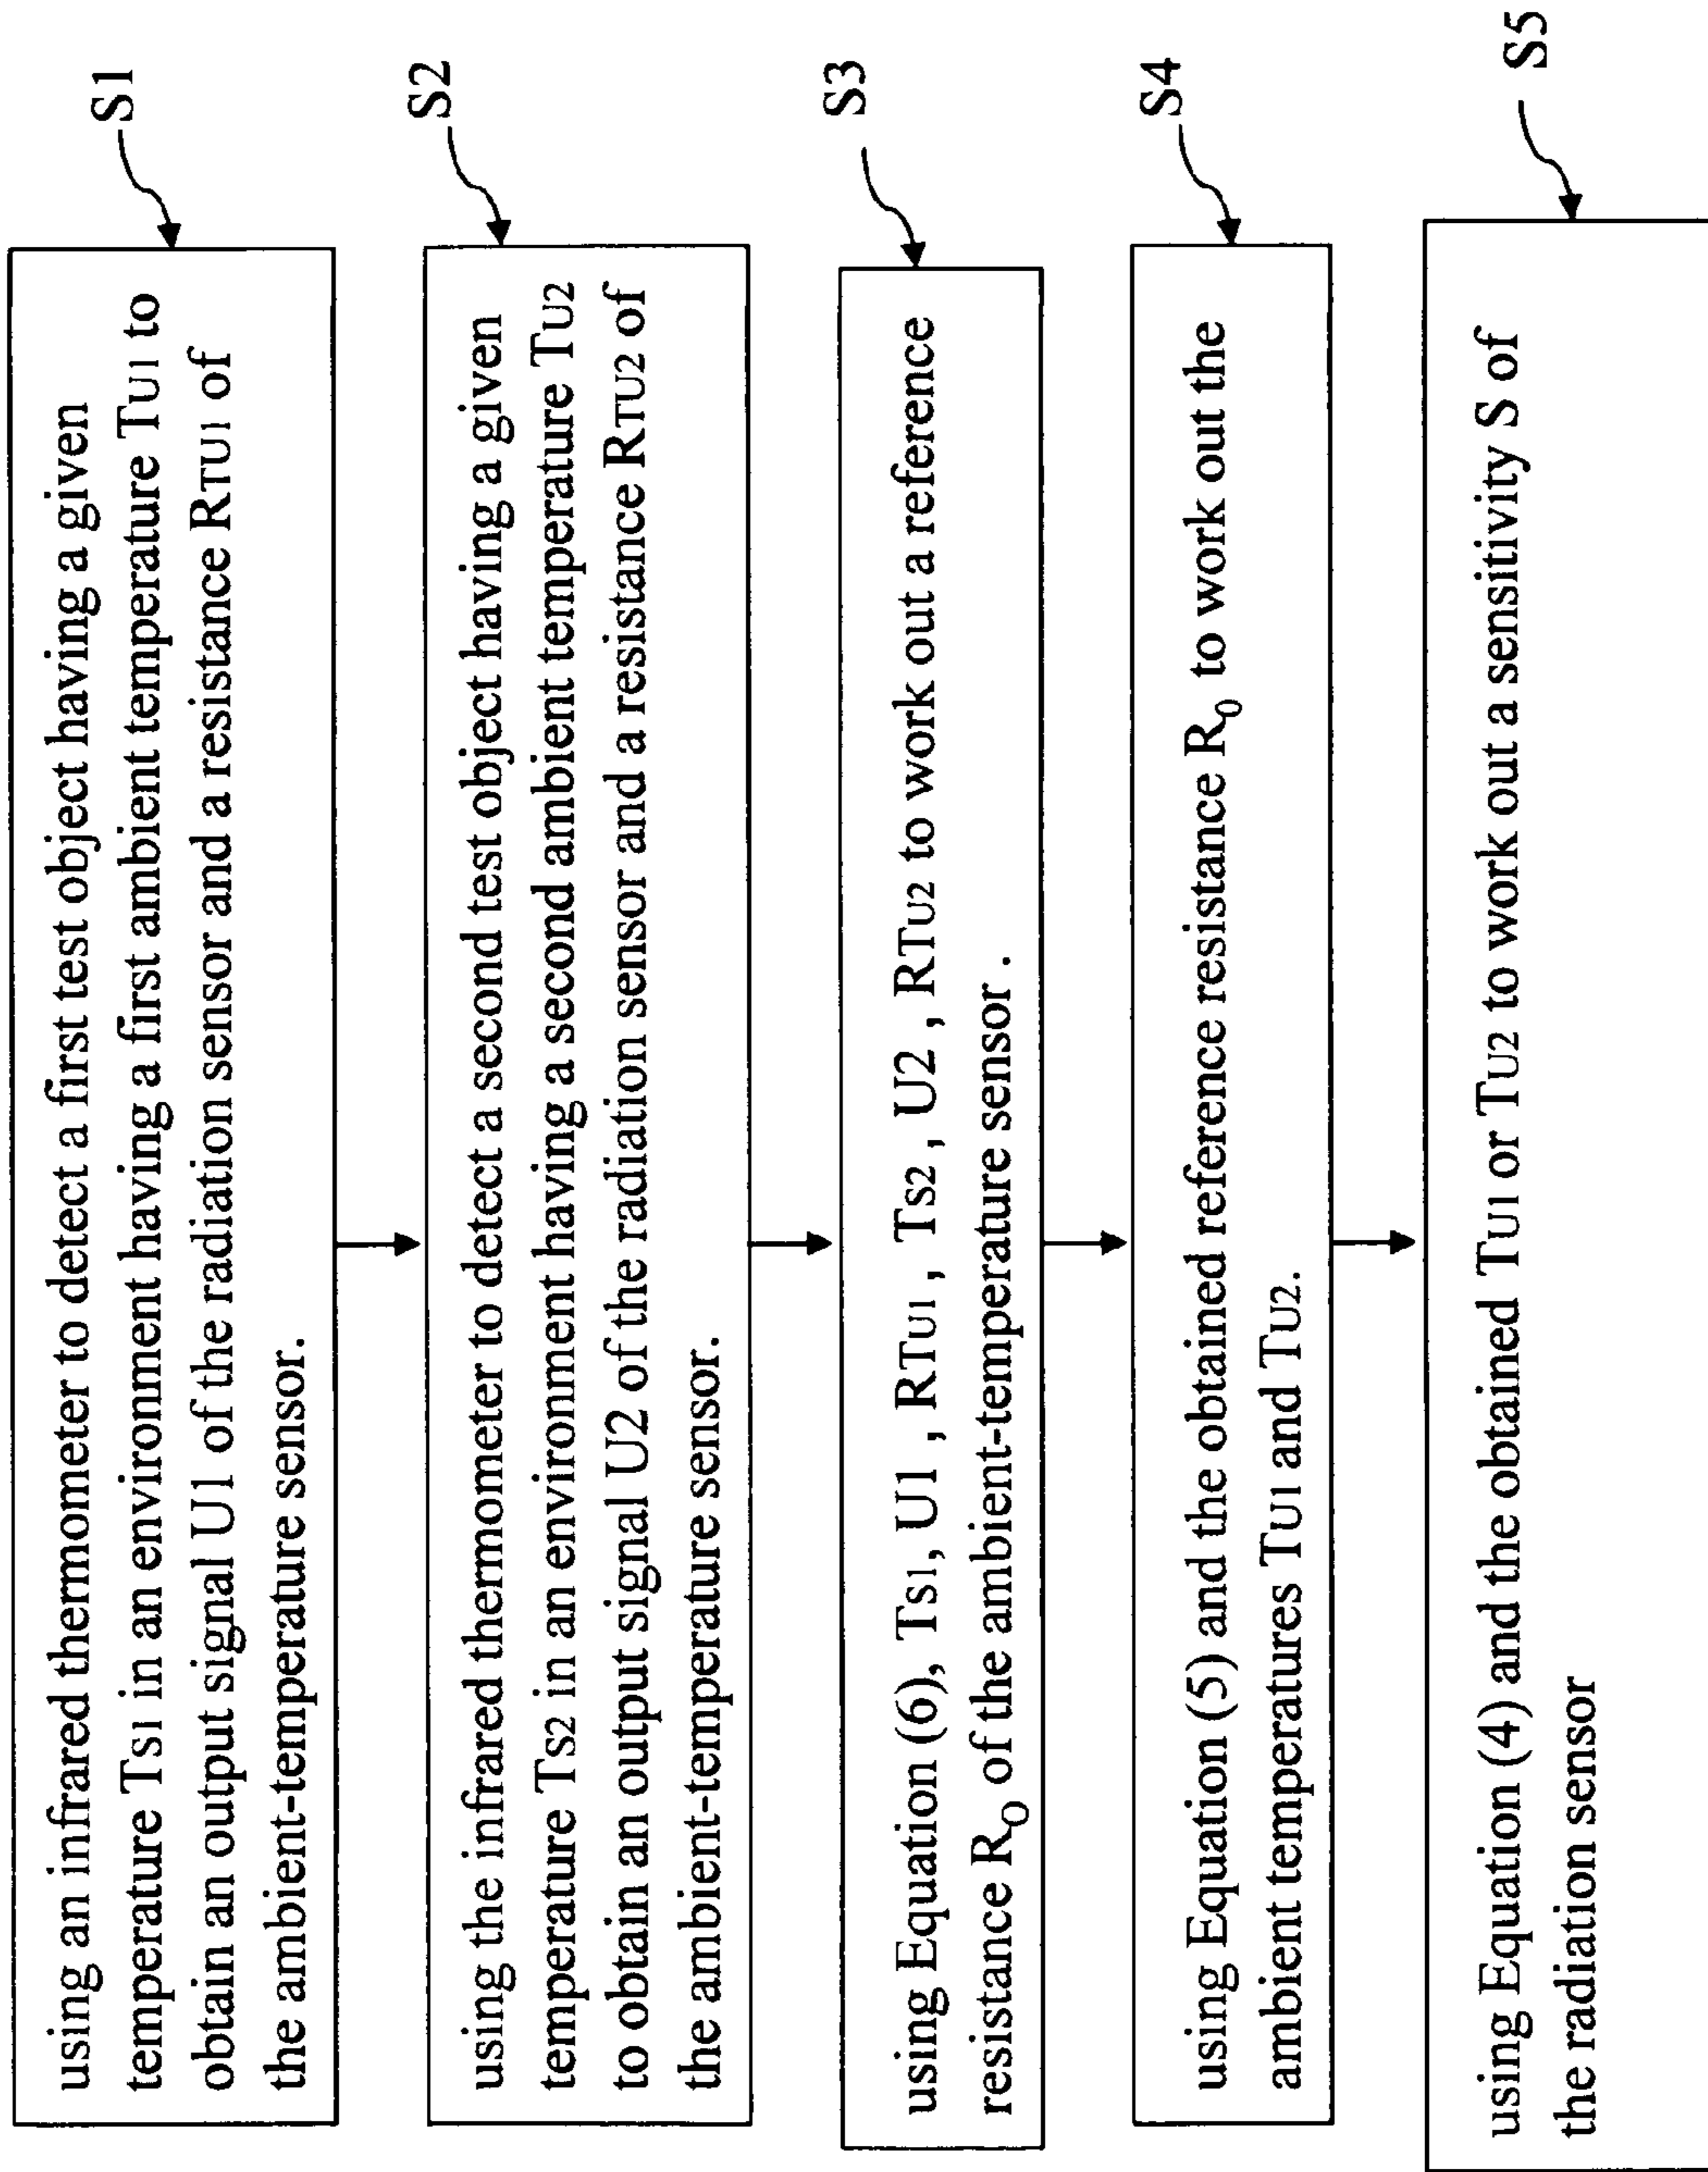 using an infrared thermometer to detect a first test object having a given
temperature TS1 in an environment having a first ambient temperature TU1 to
obtain an output signal U1 of the radiation sensor and a resistance RTU1 of
the ambient-temperature sensor.
S1
using the infrared thermometer to detect a second test object having a given
temperature TS2 in an environment having a second ambient temperature TU2
to obtain an output signal U2 of the radiation sensor and a resistance RTU2 of
the ambient-temperature sensor.
S2
using Equation (6), TS1, U1 , RTU1 , TS2 , U2 , RTU2 to work out a reference
resistance RO of the ambient-temperature sensor .
S3
using Equation (5) and the obtained reference resistance R0 to work out the
ambient temperatures TU1 and TU2.
S4
using Equation (4) and the obtained TU1 or TU2 to work out a sensitivity S of
the radiation sensor
S5